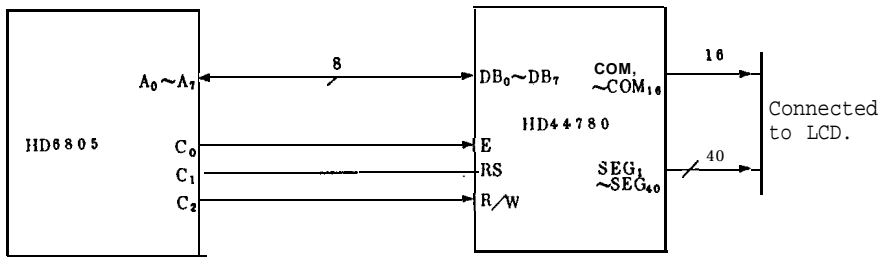 8
A₀~A₇
DB₀~DB₇
COM,
~COM₁₆
16
HD6805
HD44780
Connected
to LCD.
C₀
E
C₁
RS
SEG₁
~SEG₄₀
40
C₂
R/W